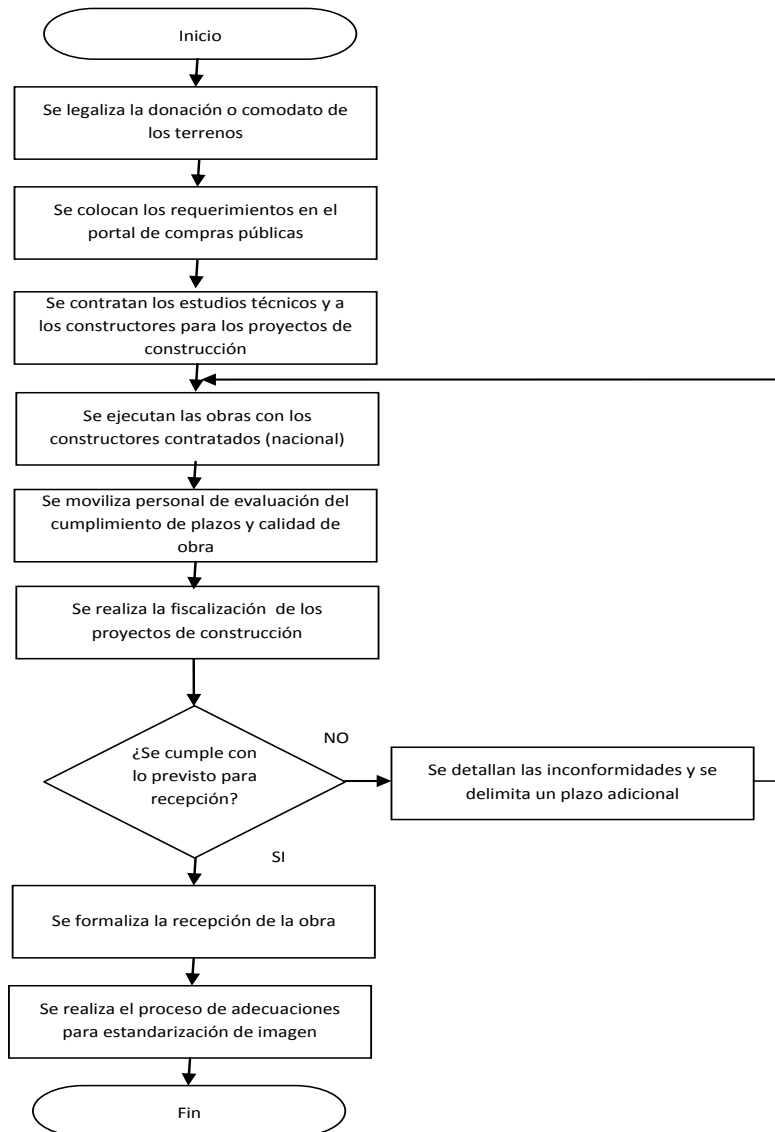 Inicio
Se legaliza la donación o comodato de
los terrenos
Se colocan los requerimientos en el
portal de compras públicas
Se contratan los estudios técnicos y a
los constructores para los proyectos de
construcción
Se ejecutan las obras con los
constructores contratados (nacional)
Se moviliza personal de evaluación del
cumplimiento de plazos y calidad de
obra
Se realiza la fiscalización  de los
proyectos de construcción
¿Se cumple con
lo previsto para
recepción?
NO
Se detallan las inconformidades y se
delimita un plazo adicional
SI
Se formaliza la recepción de la obra
Se realiza el proceso de adecuaciones
para estandarización de imagen
Fin